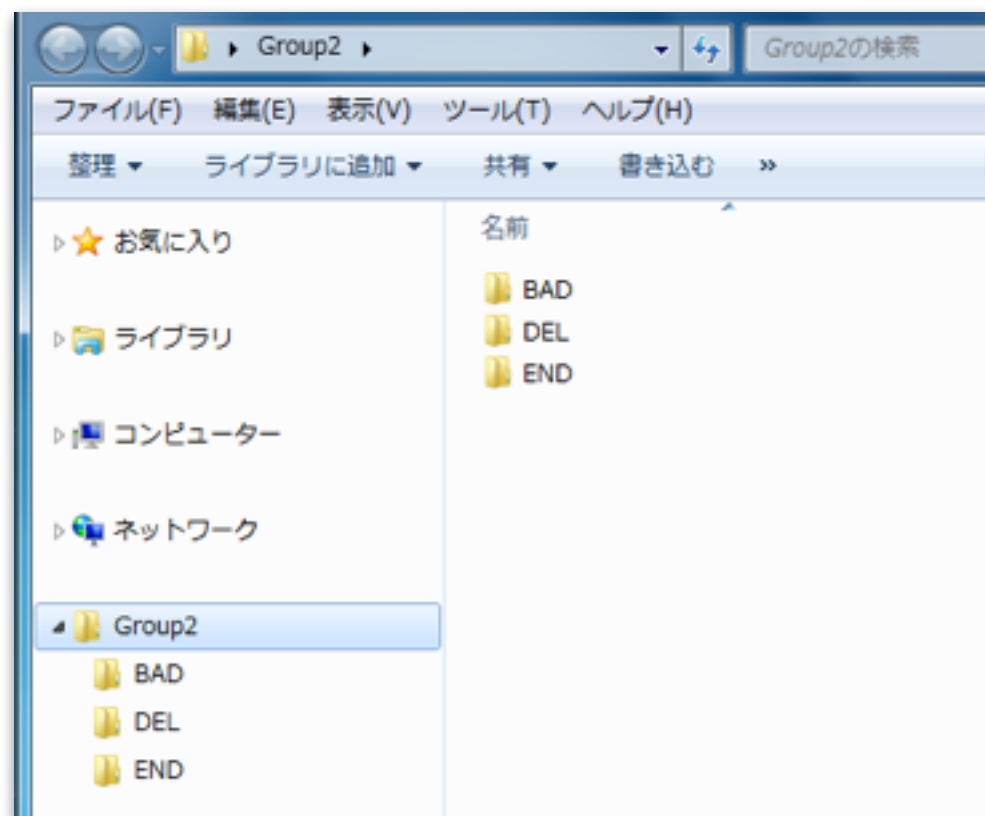 Group2 Group2の検索
ファイル(F) 編集(E) 表示(V) ツール(T) ヘルプ(H)
整理 ライブラリに追加 共有 書き込む »
お気に入り
ライブラリ
コンピューター
ネットワーク
Group2
BAD
DEL
END
名前
BAD
DEL
END